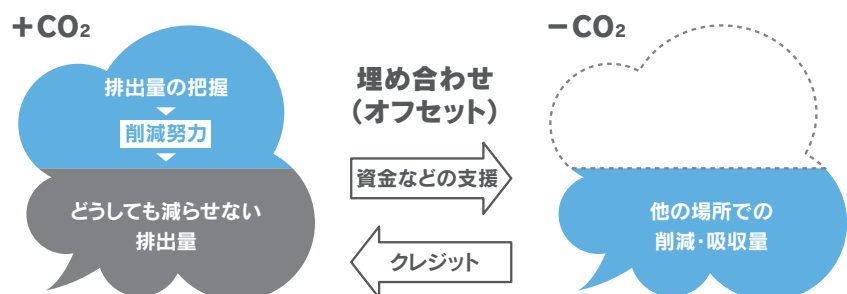 ＋CO₂
排出量の把握
削減努力
どうしても減らせない
排出量
埋め合わせ
（オフセット）
資金などの支援
クレジット
－CO₂
他の場所での
削減・吸収量